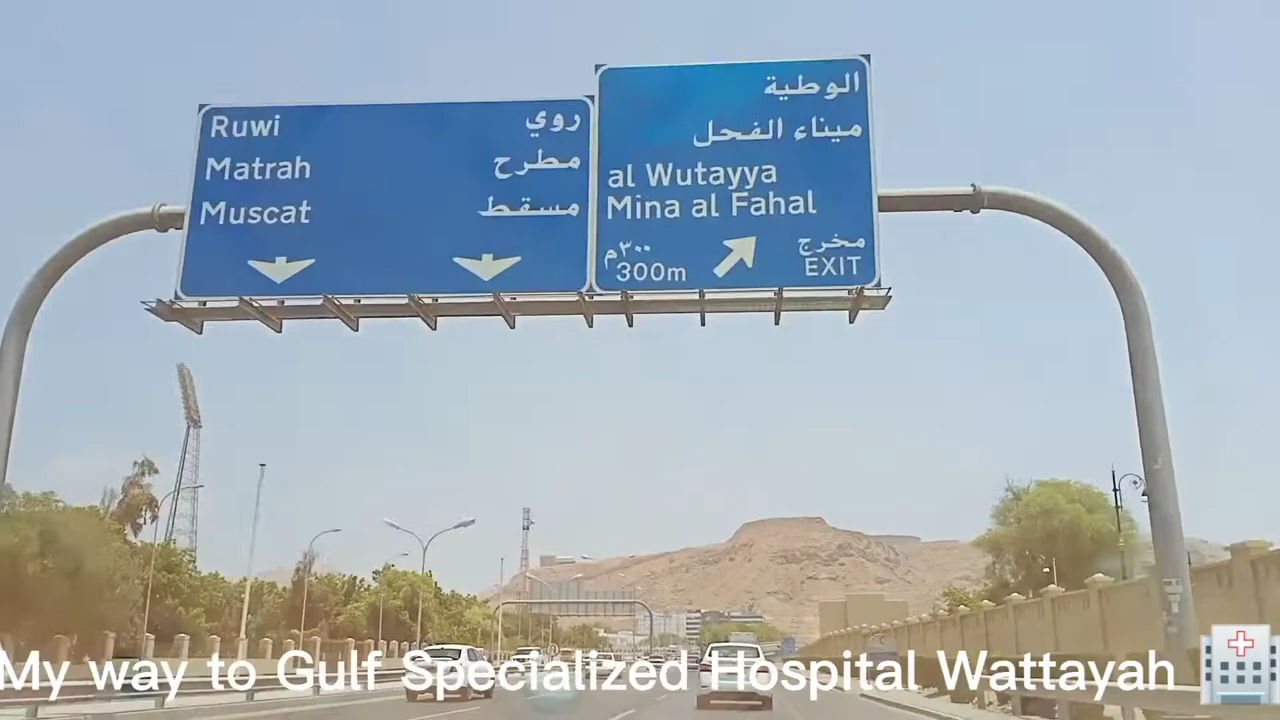 Ruwi روي
Matrah مطرح
Muscat مسقط
الوطية
ميناء الفحل
al Wutayya
Mina al Fahal
٣٠٠م مخرج
300m EXIT
My way to Gulf Specialized Hospital Wattayah 🏥